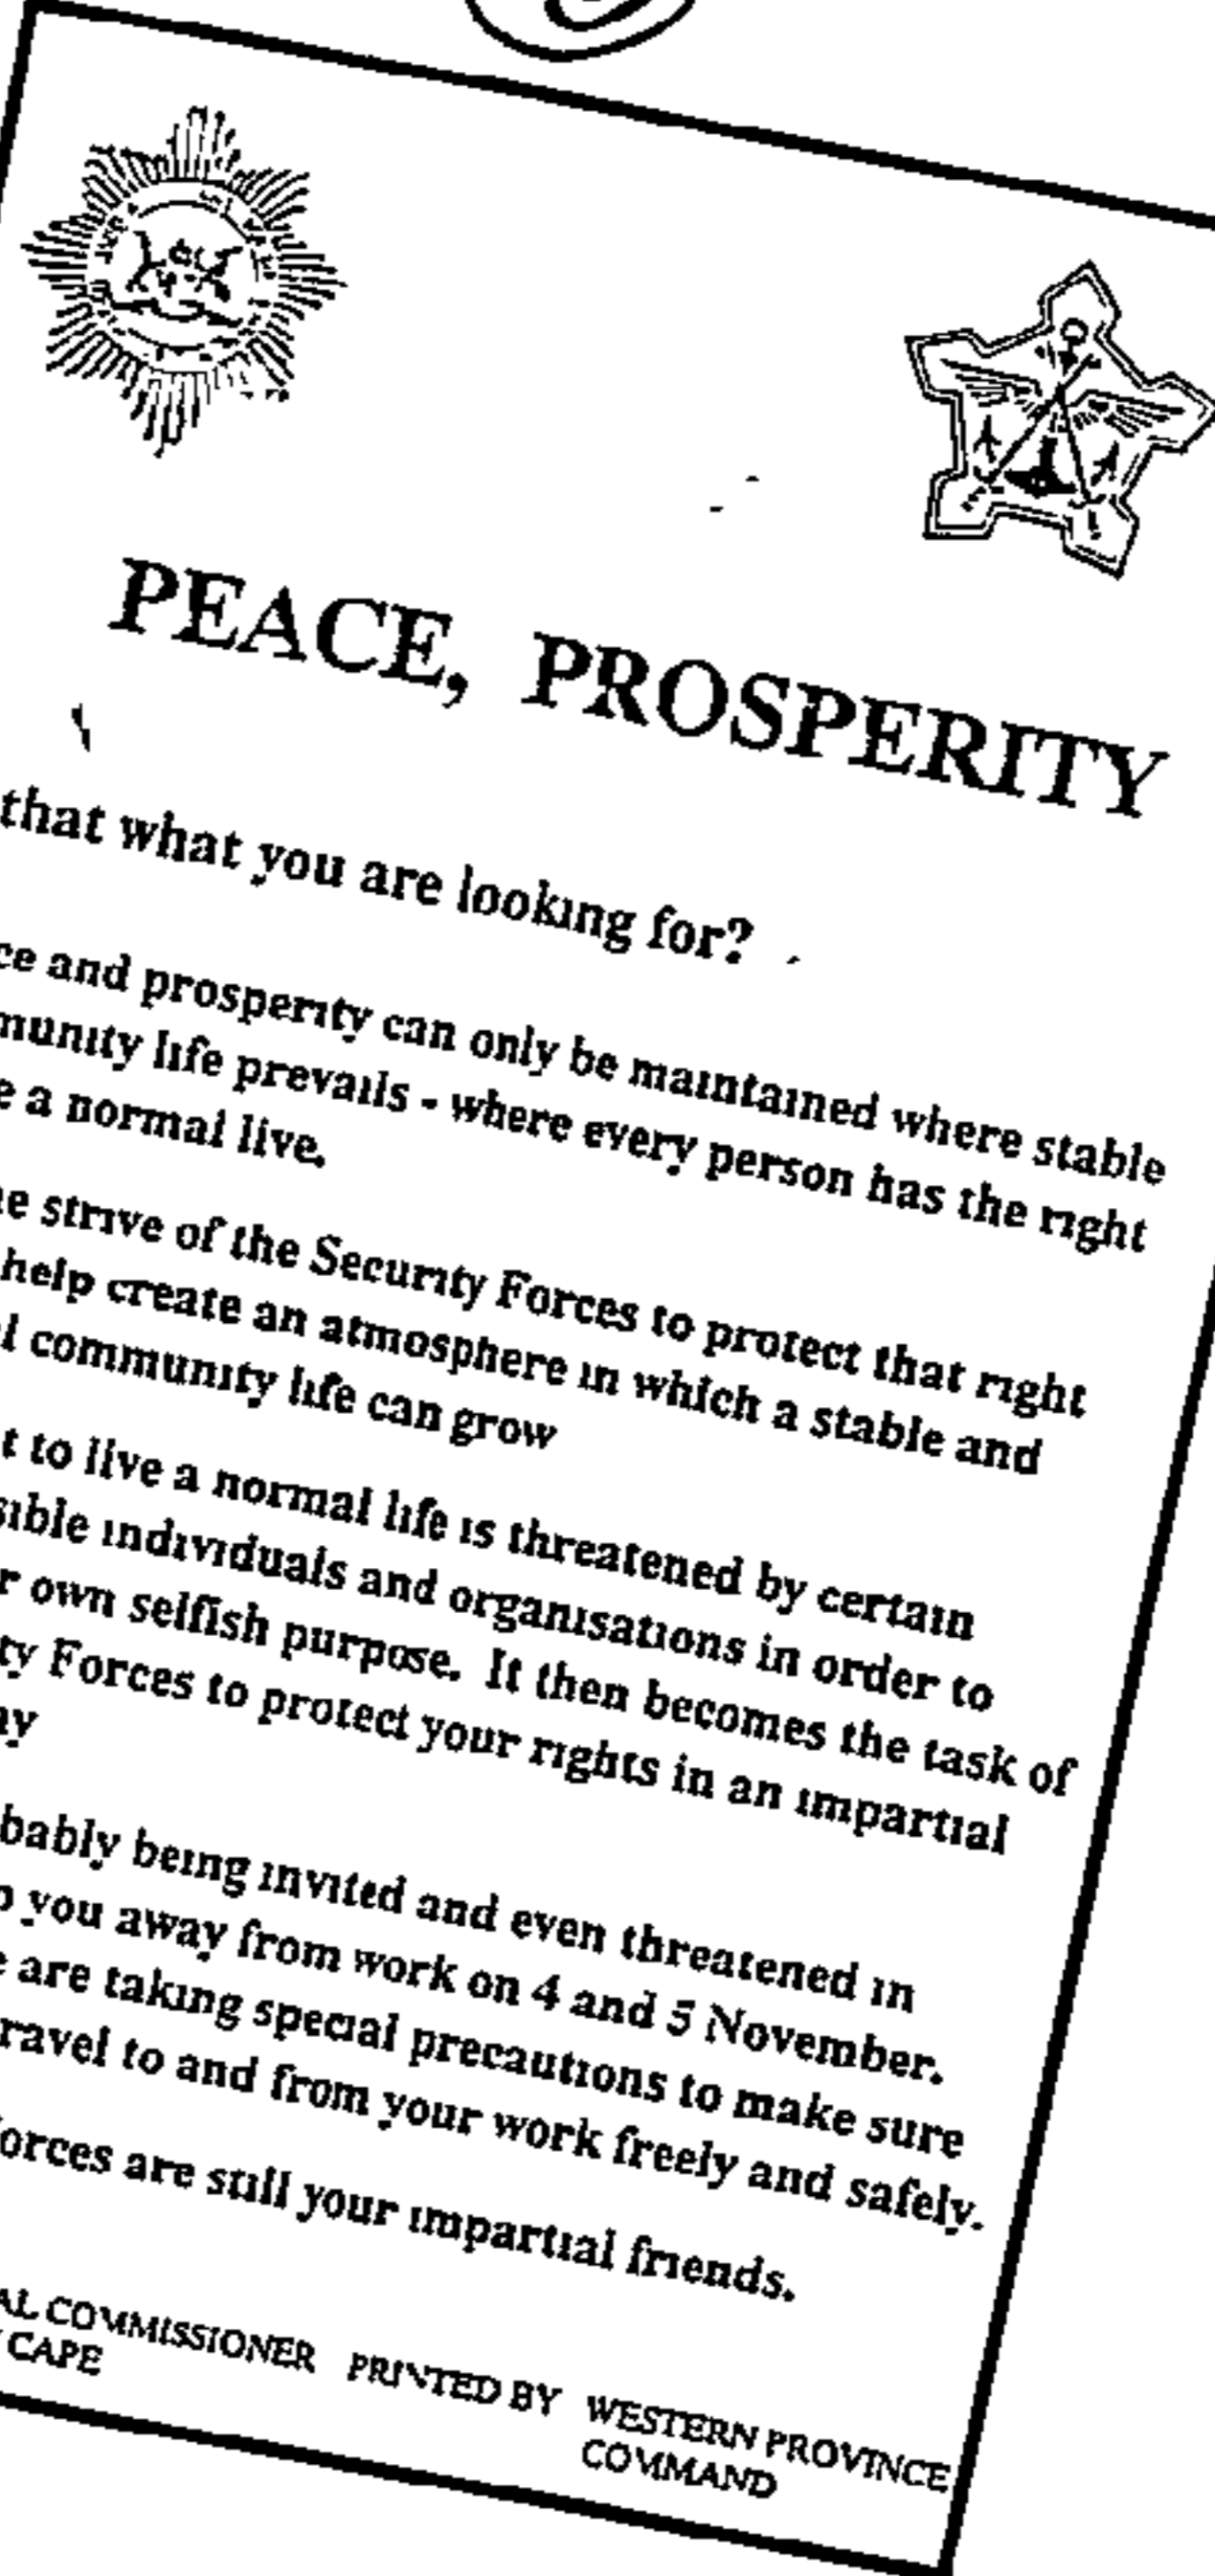 PEACE, PROSPERITY
that what you are looking for?
ce and prosperity can only be maintained where stable
munity life prevails - where every person has the right
e a normal live.
he strive of the Security Forces to protect that right
help create an atmosphere in which a stable and
l community life can grow
t to live a normal life is threatened by certain
sible individuals and organisations in order to
r own selfish purpose. It then becomes the task of
ty Forces to protect your rights in an impartial
ay
bably being invited and even threatened in
p you away from work on 4 and 5 November.
e are taking special precautions to make sure
ravel to and from your work freely and safely.
orces are still your impartial friends.
AL COMMISSIONER PRINTED BY WESTERN PROVINCE
CAPE
COMMAND